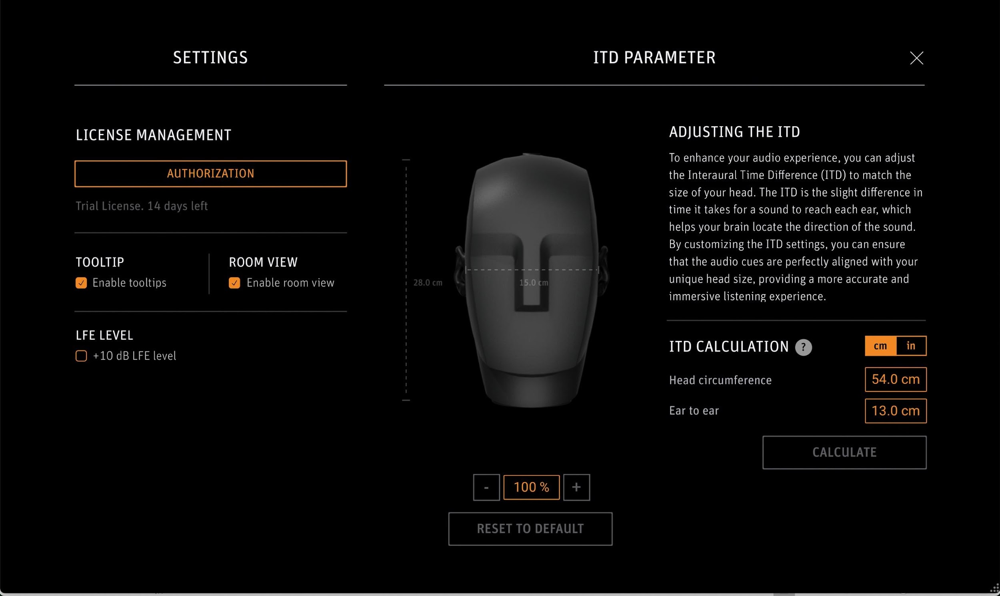 SETTINGS
LICENSE MANAGEMENT
AUTHORIZATION
Trial License. 14 days left
TOOLTIP
Enable tooltips
ROOM VIEW
Enable room view
LFE LEVEL
+10 dB LFE level
ITD PARAMETER
28.0 cm
15.0 cm
- 100 % +
RESET TO DEFAULT
ADJUSTING THE ITD
To enhance your audio experience, you can adjust
the Interaural Time Difference (ITD) to match the
size of your head. The ITD is the slight difference in
time it takes for a sound to reach each ear, which
helps your brain locate the direction of the sound.
By customizing the ITD settings, you can ensure
that the audio cues are perfectly aligned with your
unique head size, providing a more accurate and
immersive listening experience.
ITD CALCULATION ?
cm in
Head circumference 54.0 cm
Ear to ear 13.0 cm
CALCULATE